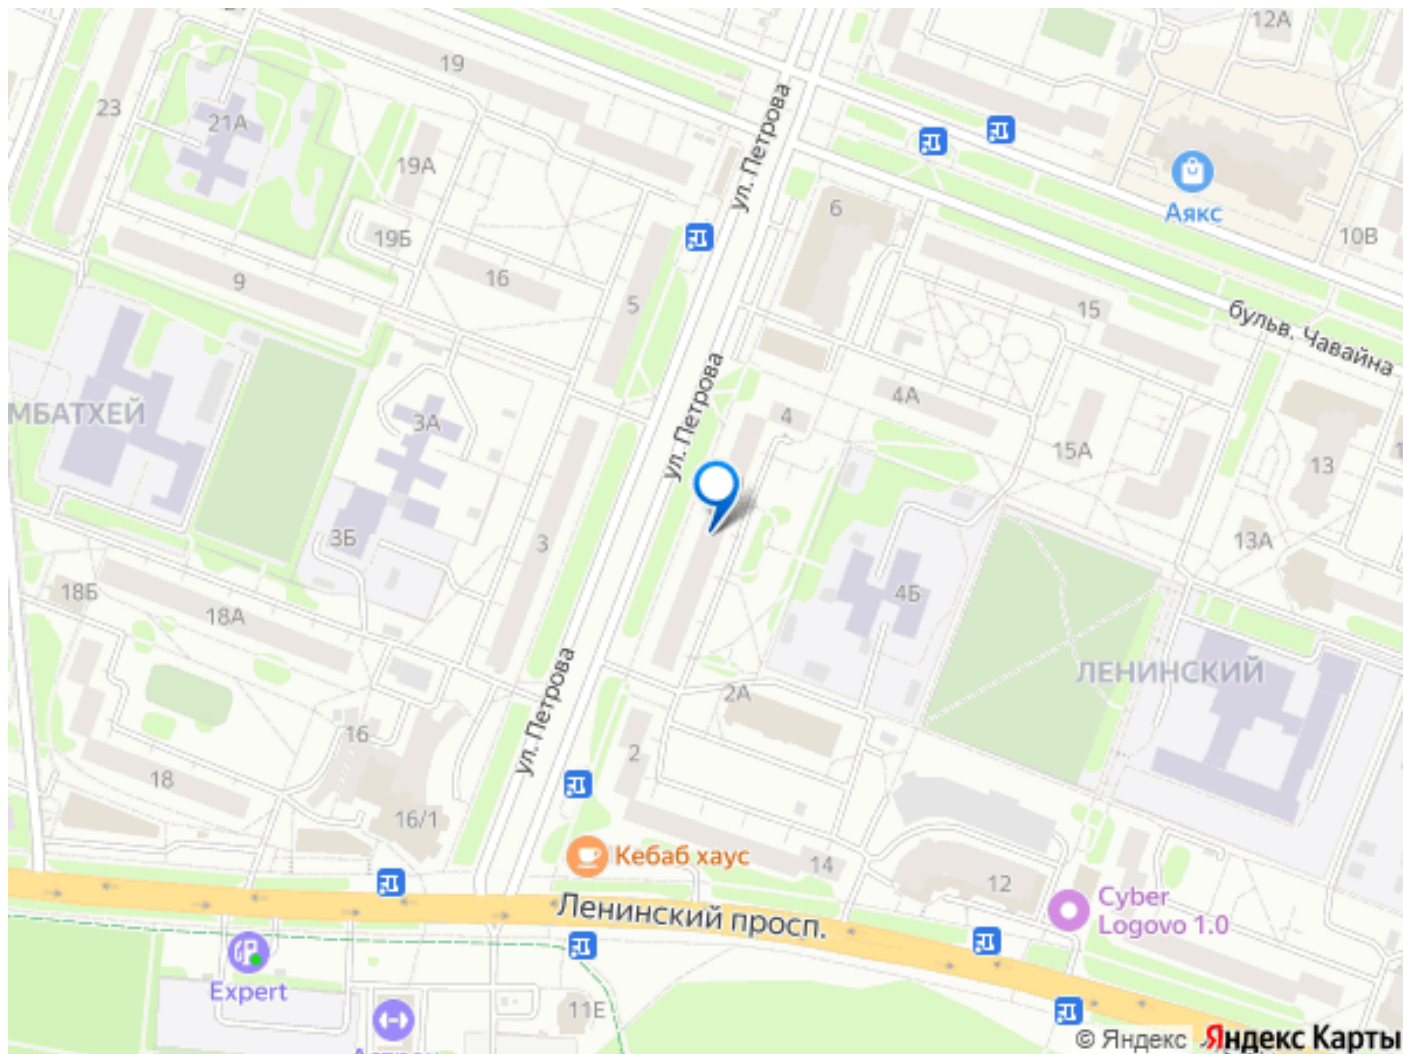 12А
19
23
21А
ул. Петрова
19А
Аякс
6
19Б
10В
16
9
5
15
бульв. Чавайна
ул. Петрова
4А
МБАТХЕЙ
3А
4
15А
13
3Б
3
13А
18Б
4Б
18А
ЛЕНИНСКИЙ
ул. Петрова
2А
16
2
18
16/1
Кебаб хаус
14
12
Cyber
Logovo 1.0
Ленинский просп.
Expert
11Е
© Яндекс
Яндекс Карты